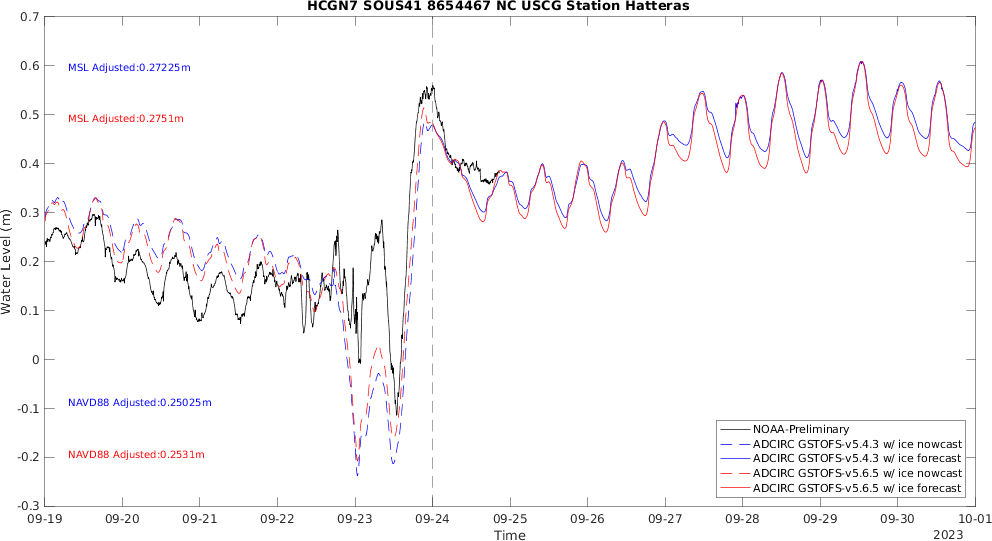 HCGN7 SOUS41 8654467 NC USCG Station Hatteras
0.7
0.6
0.5
0.4
0.3
0.2
0.1
0
-0.1
-0.2
-0.3
Water Level (m)
MSL Adjusted:0.27225m
MSL Adjusted:0.2751m
NAVD88 Adjusted:0.25025m
NAVD88 Adjusted:0.2531m
NOAA-Preliminary
ADCIRC GSTOFS-v5.4.3 w/ ice nowcast
ADCIRC GSTOFS-v5.4.3 w/ ice forecast
ADCIRC GSTOFS-v5.6.5 w/ ice nowcast
ADCIRC GSTOFS-v5.6.5 w/ ice forecast
09-19 09-20 09-21 09-22 09-23 09-24 09-25 09-26 09-27 09-28 09-29 09-30 10-01
Time
2023